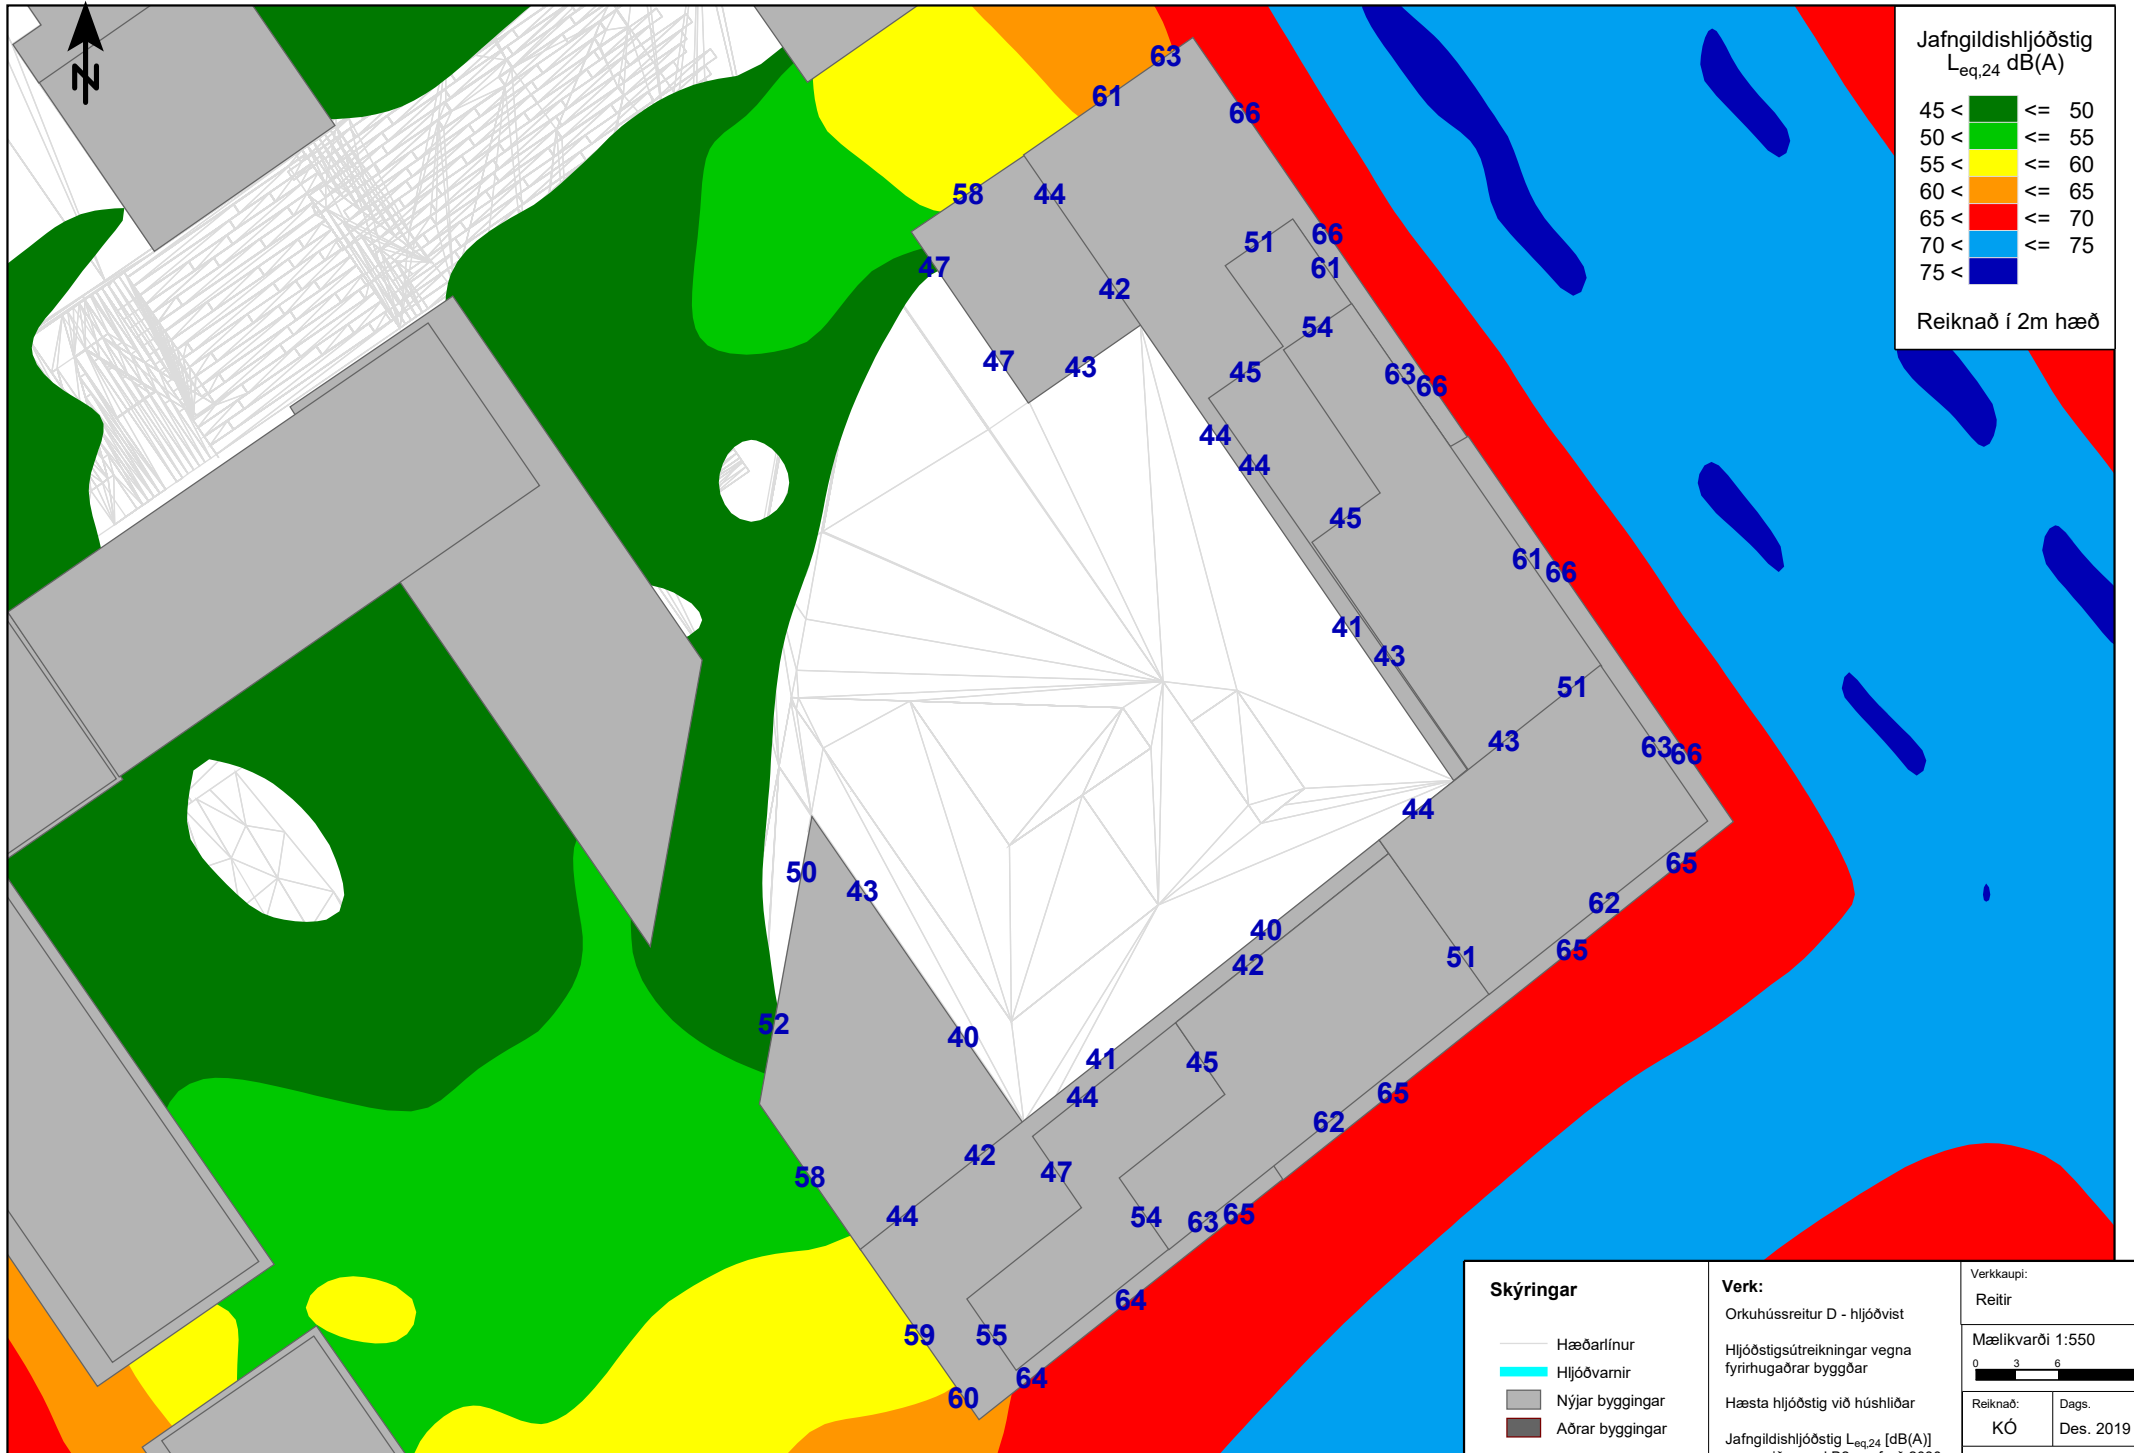 N
Jafngildishljóðstig
Leq,24 dB(A)
45 < <= 50
50 < <= 55
55 < <= 60
60 < <= 65
65 < <= 70
70 < <= 75
75 <
Reiknað í 2m hæð
63
61
66
58
44
51
66
61
47
42
54
47
43
45
63
66
44
44
45
61
66
41
43
51
43
63
66
44
50
43
65
62
40
42
51
65
52
40
41
45
44
65
62
42
47
58
44
54
63
65
64
59
55
64
60
Skýringar
Hæðarlínur
Hljóðvarnir
Nýjar byggingar
Aðrar byggingar
Verk:
Orkuhússreitur D - hljóðvist
Hljóðstigsútreikningar vegna
fyrirhugaðrar byggðar
Hæsta hljóðstig við húshliðar
Jafngildishljóðstig Leq,24 [dB(A)]
Verkkaupi:
Reitir
Mælikvarði 1:550
0 3 6
Reiknað:
KÓ
Dags.
Des. 2019